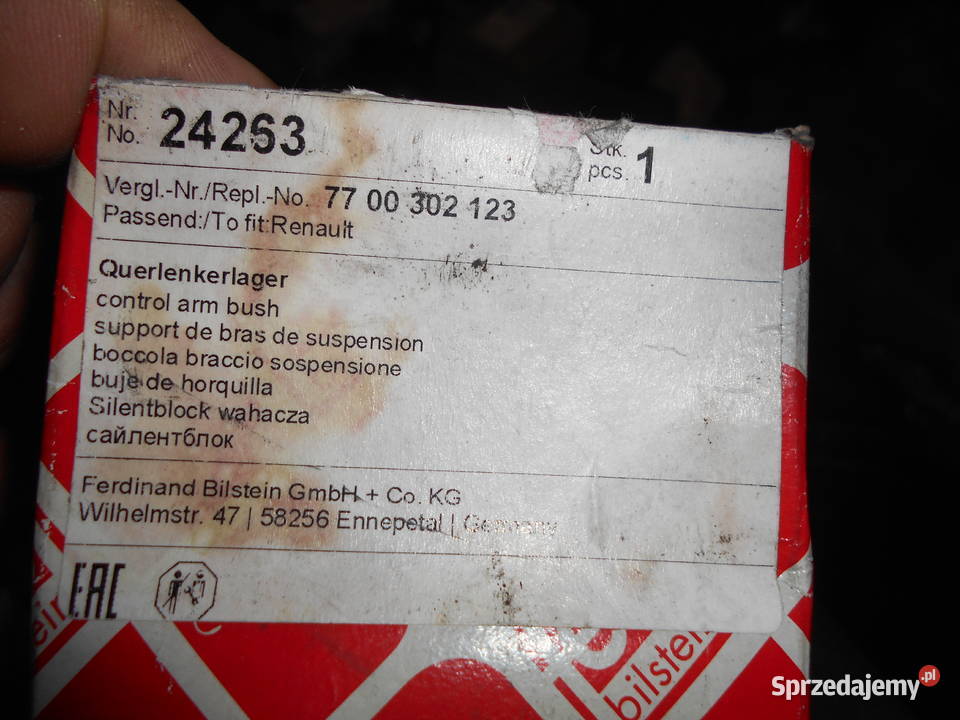 Nr.
No. 24263
Stk.
pcs. 1
Vergl.-Nr./Repl.-No. 77 00 302 123
Passend:/To fit:Renault
Querlenkerlager
control arm bush
support de bras de suspension
boccola braccio sospensione
buje de horquilla
Silentblock wahacza
сайлентблок
Ferdinand Bilstein GmbH + Co. KG
Wilhelmstr. 47 | 58256 Ennepetal | Germany
EAC
bilstein
Sprzedajemy.pl